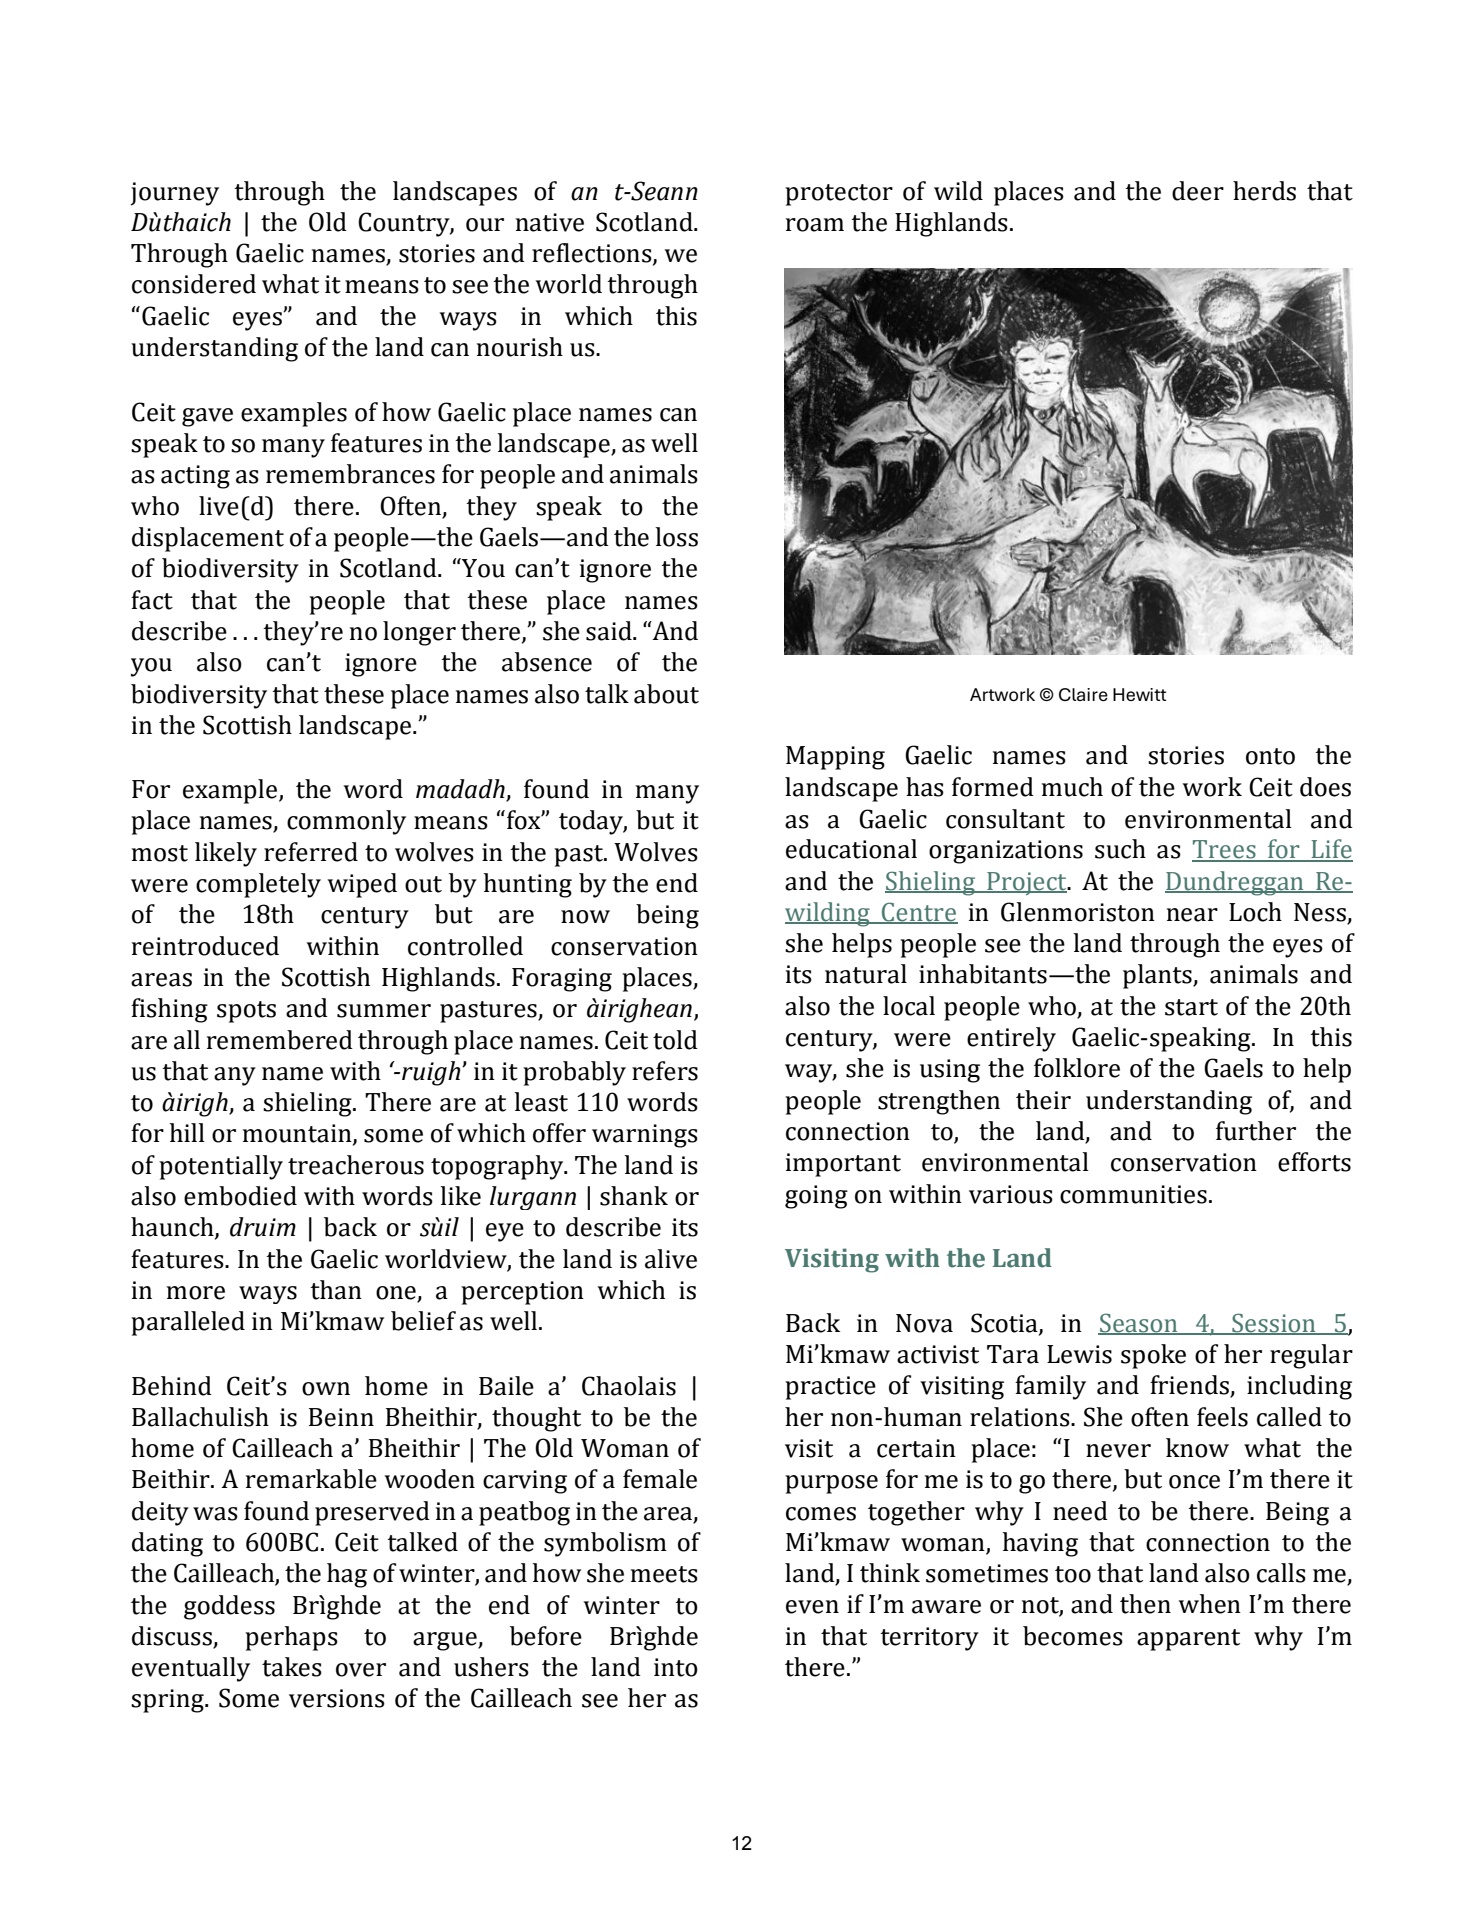 journey through the landscapes of an t-Seann
Dùthaich | the Old Country, our native Scotland.
Through Gaelic names, stories and reflections, we
considered what it means to see the world through
“Gaelic eyes” and the ways in which this
understanding of the land can nourish us.
Ceit gave examples of how Gaelic place names can
speak to so many features in the landscape, as well
as acting as remembrances for people and animals
who live(d) there. Often, they speak to the
displacement of a people—the Gaels—and the loss
of biodiversity in Scotland. “You can’t ignore the
fact that the people that these place names
describe . . . they’re no longer there,” she said. “And
you also can’t ignore the absence of the
biodiversity that these place names also talk about
in the Scottish landscape.”
For example, the word madadh, found in many
place names, commonly means “fox” today, but it
most likely referred to wolves in the past. Wolves
were completely wiped out by hunting by the end
of the 18th century but are now being
reintroduced within controlled conservation
areas in the Scottish Highlands. Foraging places,
fishing spots and summer pastures, or àirighean,
are all remembered through place names. Ceit told
us that any name with ‘-ruigh’ in it probably refers
to àirigh, a shieling. There are at least 110 words
for hill or mountain, some of which offer warnings
of potentially treacherous topography. The land is
also embodied with words like lurgann | shank or
haunch, druim | back or sùil | eye to describe its
features. In the Gaelic worldview, the land is alive
in more ways than one, a perception which is
paralleled in Mi’kmaw belief as well.
Behind Ceit’s own home in Baile a’ Chaolais |
Ballachulish is Beinn Bheithir, thought to be the
home of Cailleach a’ Bheithir | The Old Woman of
Beithir. A remarkable wooden carving of a female
deity was found preserved in a peatbog in the area,
dating to 600BC. Ceit talked of the symbolism of
the Cailleach, the hag of winter, and how she meets
the goddess Brìghde at the end of winter to
discuss, perhaps to argue, before Brìghde
eventually takes over and ushers the land into
spring. Some versions of the Cailleach see her as
protector of wild places and the deer herds that
roam the Highlands.
Artwork © Claire Hewitt
Mapping Gaelic names and stories onto the
landscape has formed much of the work Ceit does
as a Gaelic consultant to environmental and
educational organizations such as Trees for Life
and the Shieling Project. At the Dundreggan Re-
wilding Centre in Glenmoriston near Loch Ness,
she helps people see the land through the eyes of
its natural inhabitants—the plants, animals and
also the local people who, at the start of the 20th
century, were entirely Gaelic-speaking. In this
way, she is using the folklore of the Gaels to help
people strengthen their understanding of, and
connection to, the land, and to further the
important environmental conservation efforts
going on within various communities.
Visiting with the Land
Back in Nova Scotia, in Season 4, Session 5,
Mi’kmaw activist Tara Lewis spoke of her regular
practice of visiting family and friends, including
her non-human relations. She often feels called to
visit a certain place: “I never know what the
purpose for me is to go there, but once I’m there it
comes together why I need to be there. Being a
Mi’kmaw woman, having that connection to the
land, I think sometimes too that land also calls me,
even if I’m aware or not, and then when I’m there
in that territory it becomes apparent why I’m
there.”
12